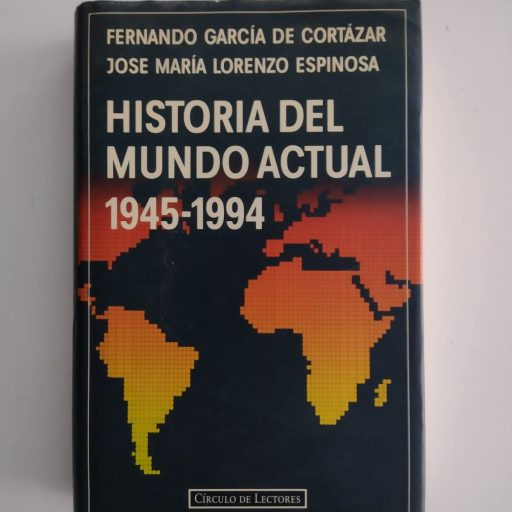 FERNANDO GARCÍA DE CORTÁZAR
JOSE MARÍA LORENZO ESPINOSA
HISTORIA DEL
MUNDO ACTUAL
1945-1994
CÍRCULO DE LECTORES